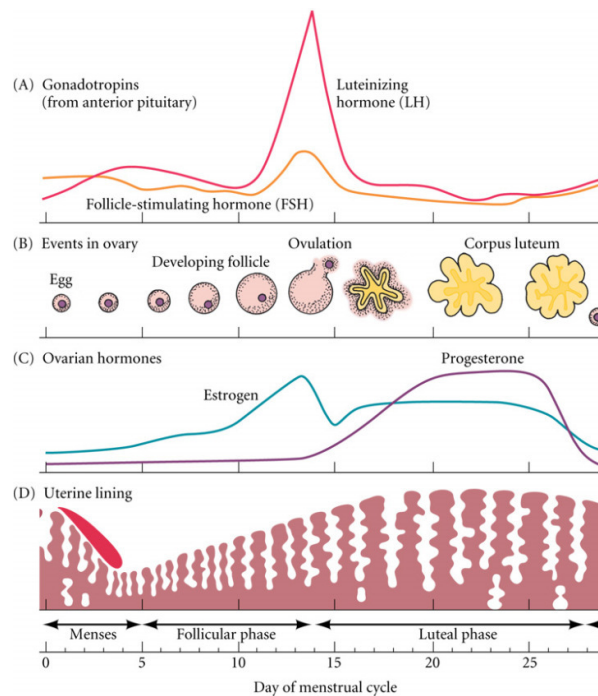 (A) Gonadotropins
(from anterior pituitary)
Luteinizing
hormone (LH)
Follicle-stimulating hormone (FSH)
(B) Events in ovary
Ovulation
Corpus luteum
Developing follicle
Egg
(C) Ovarian hormones
Progesterone
Estrogen
(D) Uterine lining
Menses
Follicular phase
Luteal phase
0 5 10 15 20 25
Day of menstrual cycle